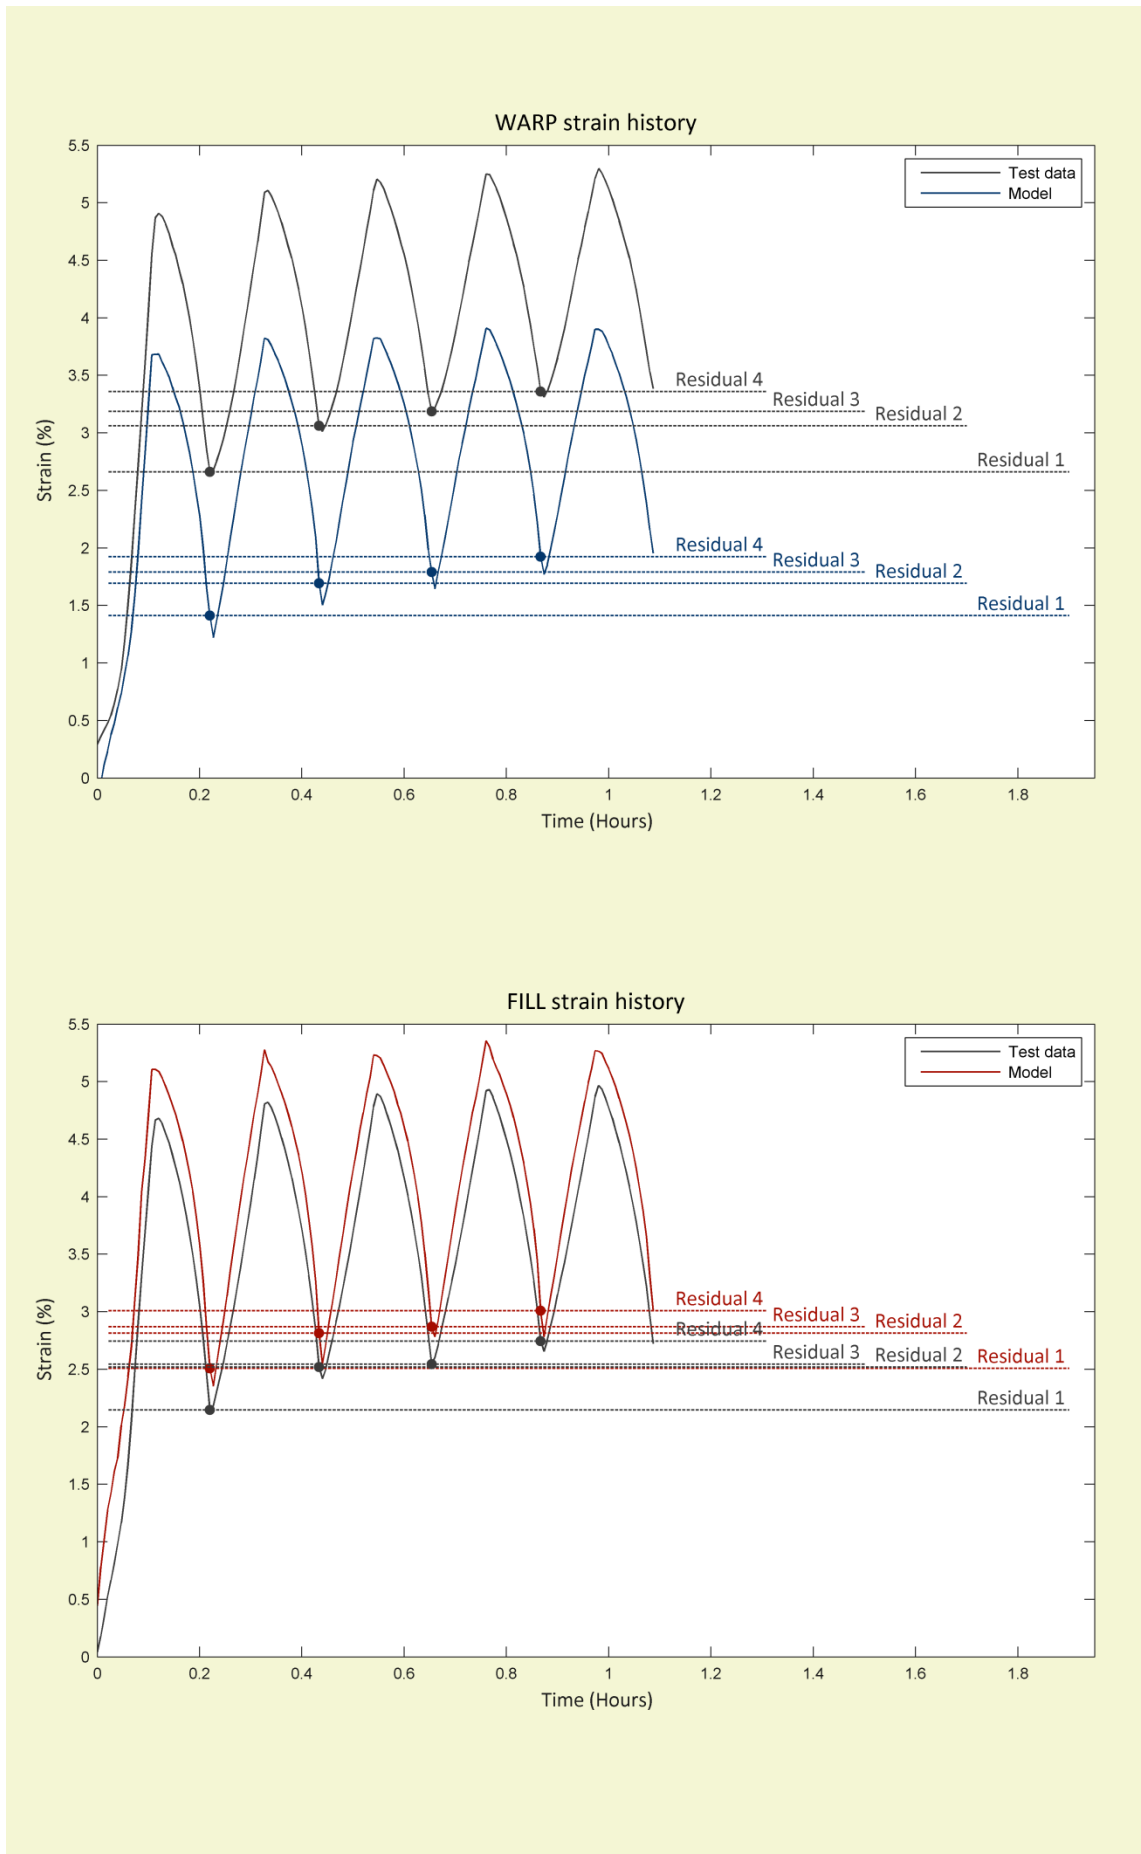 WARP strain history
5.5
5
4.5
4
3.5
3
2.5
2
1.5
1
0.5
0
Strain (%)
Test data
Model
Residual 4
Residual 3
Residual 2
Residual 1
Residual 4
Residual 3
Residual 2
Residual 1
0 0.2 0.4 0.6 0.8 1 1.2 1.4 1.6 1.8
Time (Hours)
FILL strain history
5.5
5
4.5
4
3.5
3
2.5
2
1.5
1
0.5
0
Strain (%)
Test data
Model
Residual 4
Residual 3
Residual 2
Residual 4
Residual 3
Residual 2
Residual 1
Residual 1
0 0.2 0.4 0.6 0.8 1 1.2 1.4 1.6 1.8
Time (Hours)